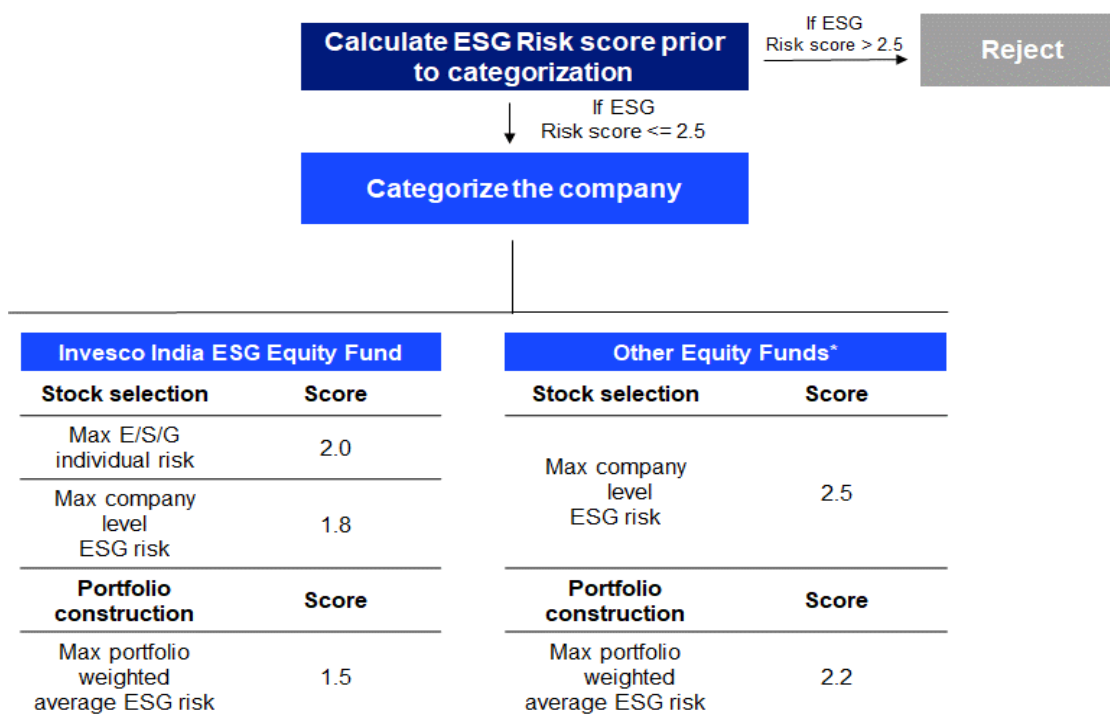 Calculate ESG Risk score prior
to categorization
If ESG
Risk score > 2.5
Reject
If ESG
Risk score <= 2.5
Categorize the company
Invesco India ESG Equity Fund
Stock selection Score
Max E/S/G
individual risk
2.0
Max company
level
ESG risk
1.8
Portfolio
construction
Score
Max portfolio
weighted
average ESG risk
1.5
Other Equity Funds*
Stock selection Score
Max company
level
ESG risk
2.5
Portfolio
construction
Score
Max portfolio
weighted
average ESG risk
2.2